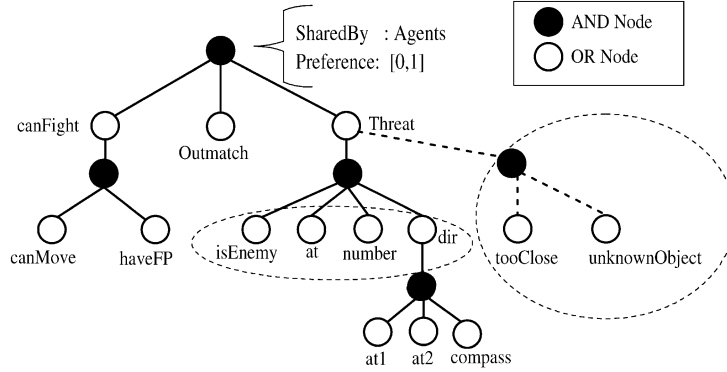 SharedBy : Agents
Preference: [0,1]
AND Node
OR Node
canFight
Outmatch
Threat
canMove
haveFP
isEnemy
at
number
dir
tooClose
unknownObject
at1
at2
compass